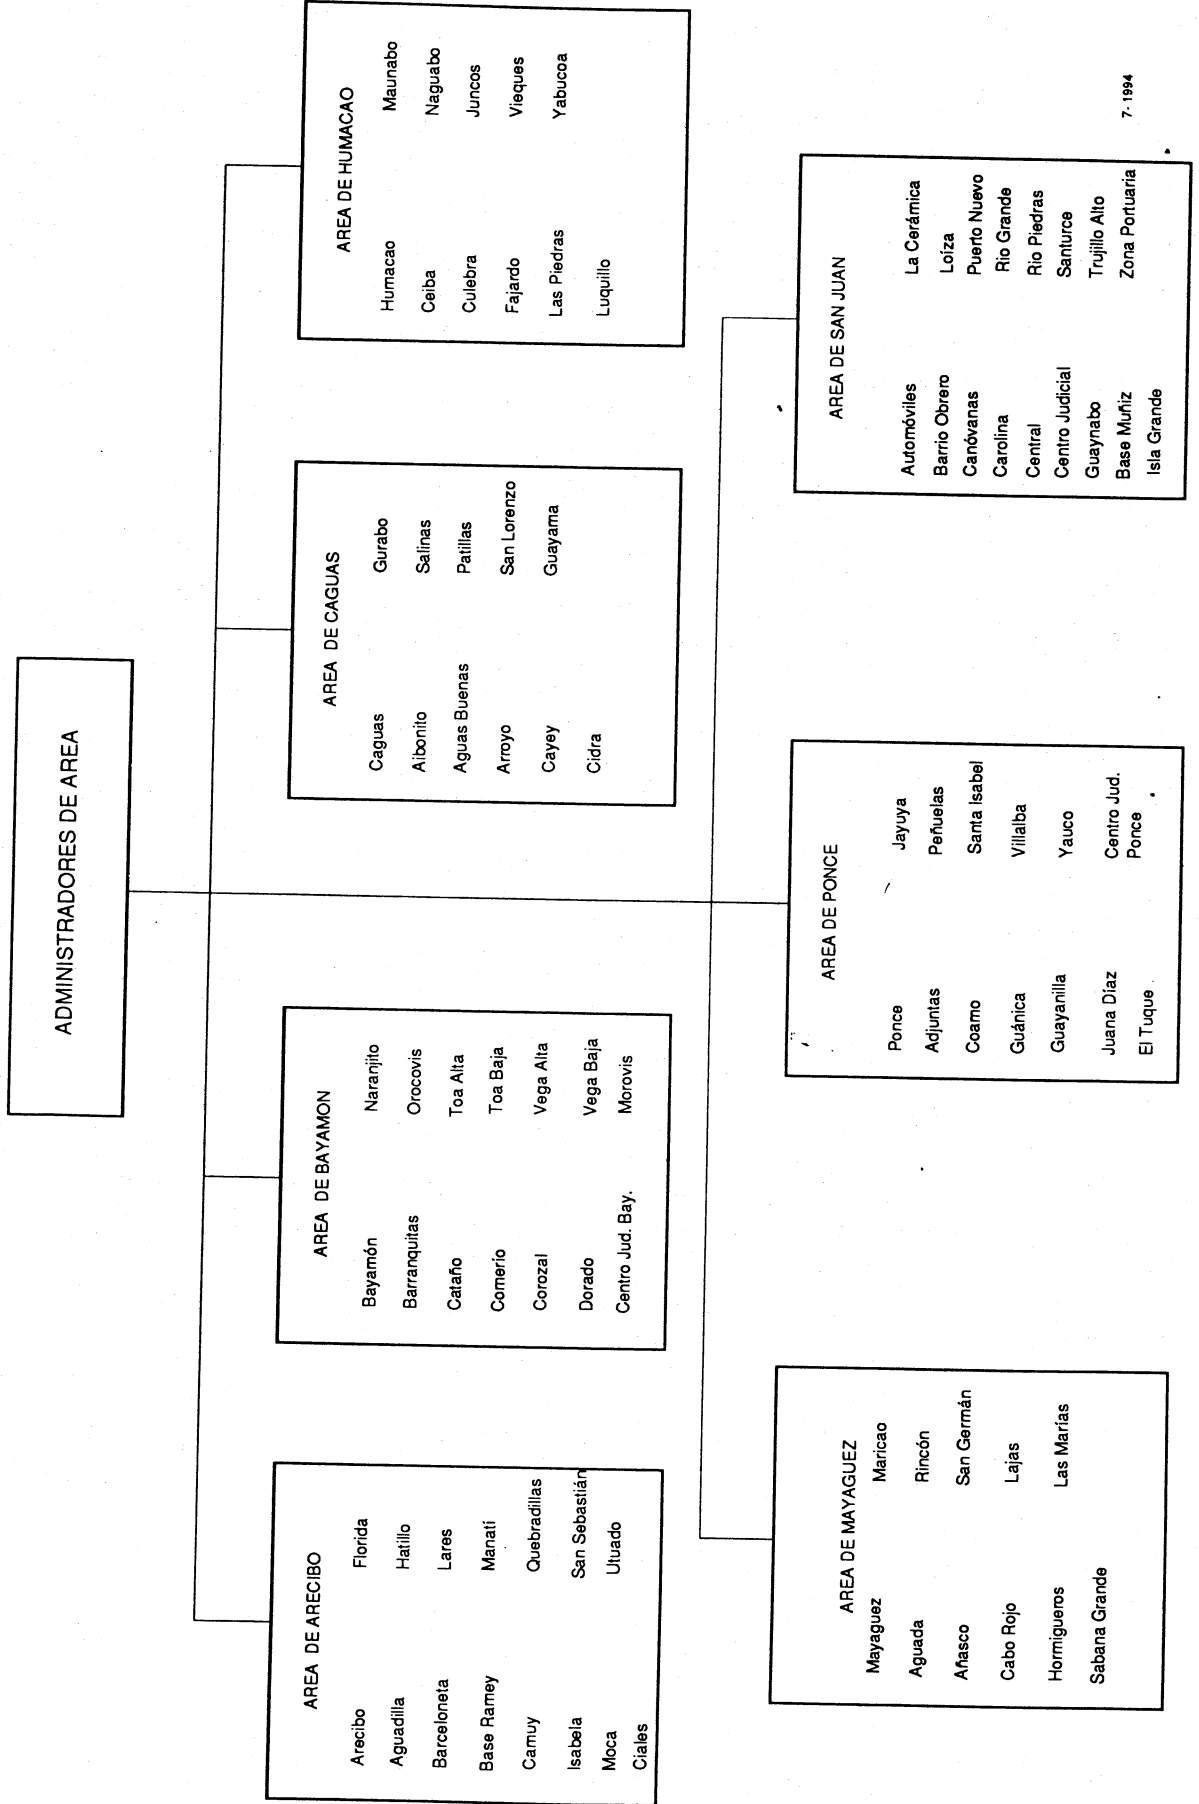 ADMINISTRADORES DE AREA
AREA DE ARECIBO
Arecibo Florida
Aguadilla Hatillo
Barceloneta Lares
Base Ramey Manatí
Camuy Quebradillas
Isabela San Sebastián
Moca Utuado
Ciales
AREA DE BAYAMON
Bayamón Naranjito
Barranquitas Orocovis
Cataño Toa Alta
Comerío Toa Baja
Corozal Vega Alta
Dorado Vega Baja
Centro Jud. Bay. Morovis
AREA DE CAGUAS
Caguas Gurabo
Aibonito Salinas
Aguas Buenas Patillas
Arroyo San Lorenzo
Cayey Guayama
Cidra
AREA DE HUMACAO
Humacao Maunabo
Ceiba Naguabo
Culebra Juncos
Fajardo Vieques
Las Piedras Yabucoa
Luquillo
AREA DE MAYAGUEZ
Mayaguez Maricao
Aguada Rincón
Añasco San Germán
Cabo Rojo Lajas
Hormigueros Las Marías
Sabana Grande
AREA DE PONCE
Ponce Jayuya
Adjuntas Peñuelas
Coamo Santa Isabel
Guánica Villalba
Guayanilla Yauco
Juana Díaz Centro Jud.
El Tuque Ponce
AREA DE SAN JUAN
Automóviles La Cerámica
Barrio Obrero Loíza
Canóvanas Puerto Nuevo
Carolina Rio Grande
Central Rio Piedras
Centro Judicial Santurce
Guaynabo Trujillo Alto
Base Muñiz Zona Portuaria
Isla Grande
7-1994